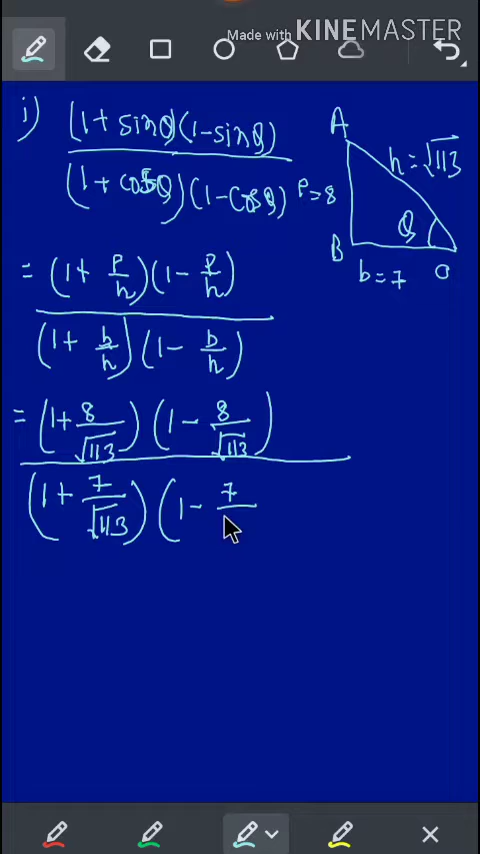 Made with KINEMASTER
i) (1 + sinθ)(1 - sinθ)
(1 + cosθ)(1 - cosθ)
A
h = √113
P = 8
θ
B
C
b = 7
= (1 + P/h)(1 - P/h)
(1 + b/h)(1 - b/h)
= (1 + 8/√113)(1 - 8/√113)
(1 + 7/√113)(1 - 7